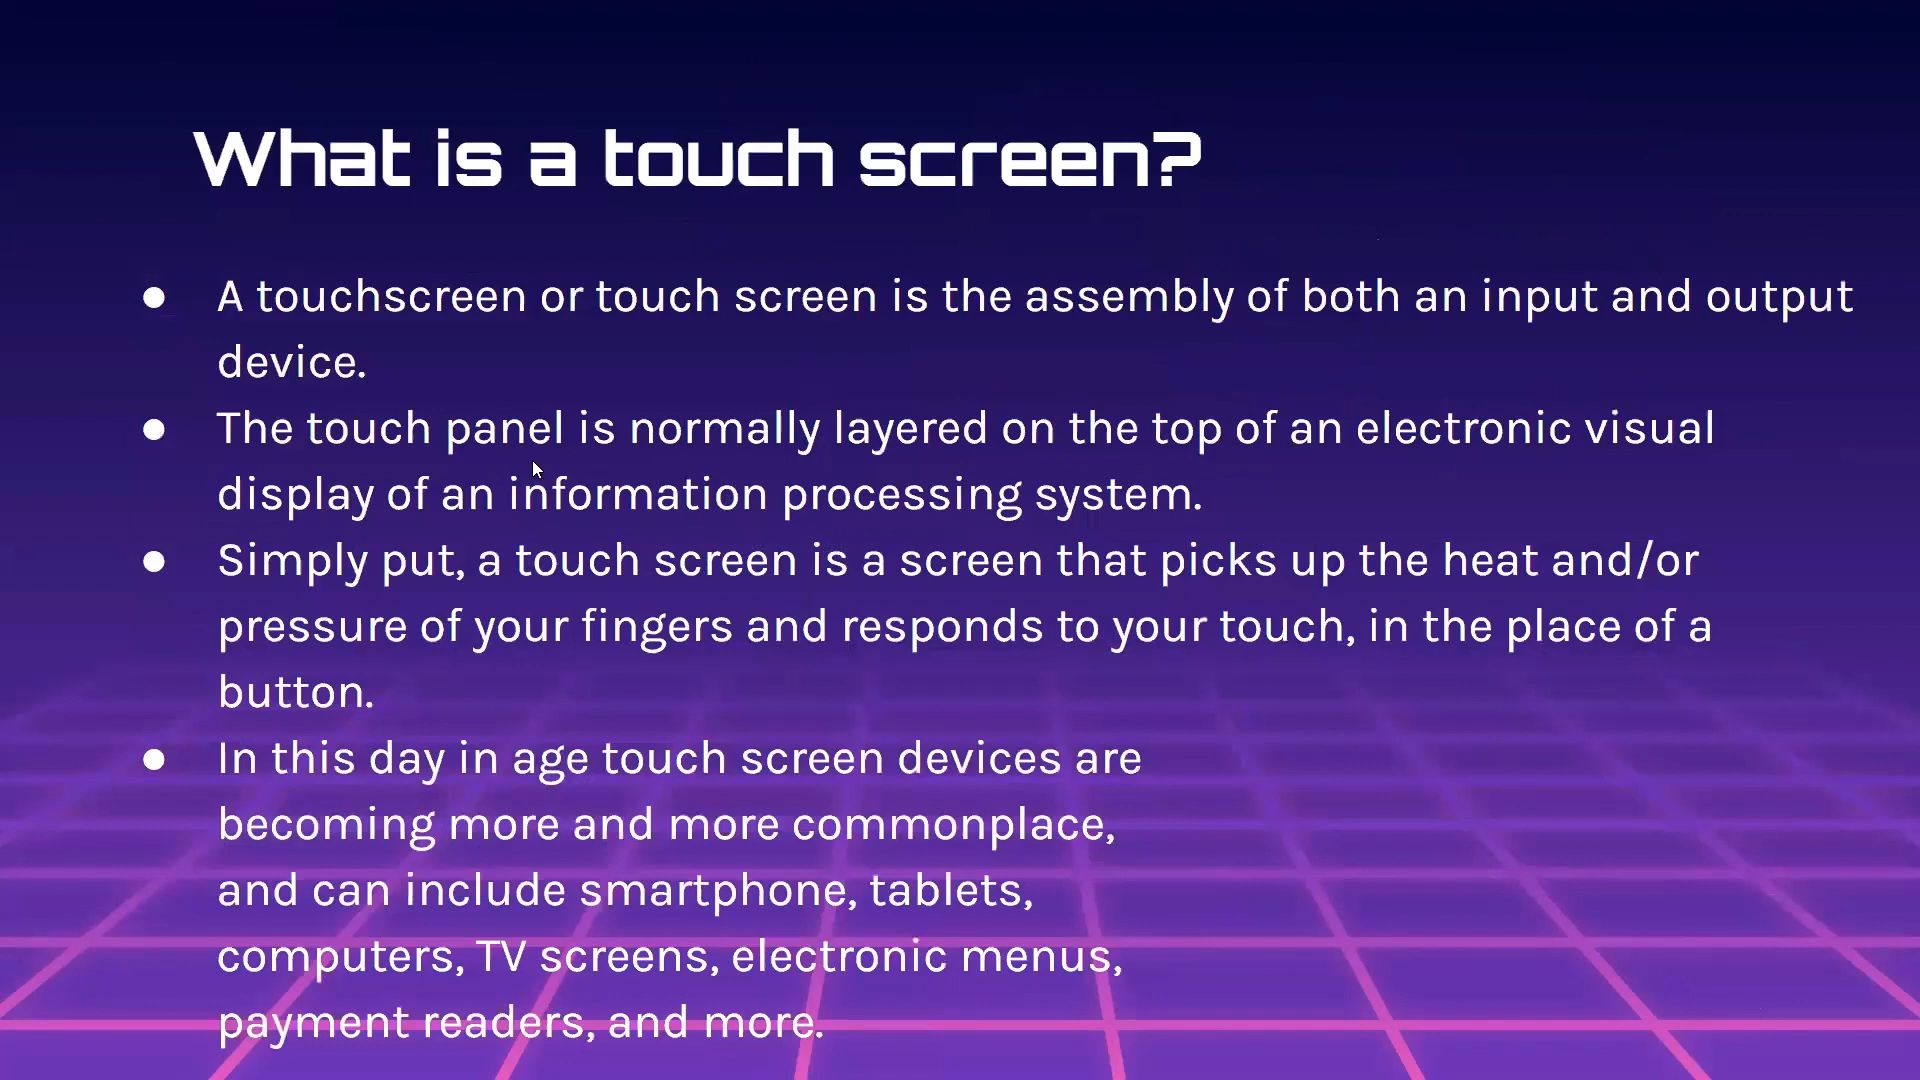 What is a touch screen?
● A touchscreen or touch screen is the assembly of both an input and output
device.
● The touch panel is normally layered on the top of an electronic visual
display of an information processing system.
● Simply put, a touch screen is a screen that picks up the heat and/or
pressure of your fingers and responds to your touch, in the place of a
button.
● In this day in age touch screen devices are
becoming more and more commonplace,
and can include smartphone, tablets,
computers, TV screens, electronic menus,
payment readers, and more.